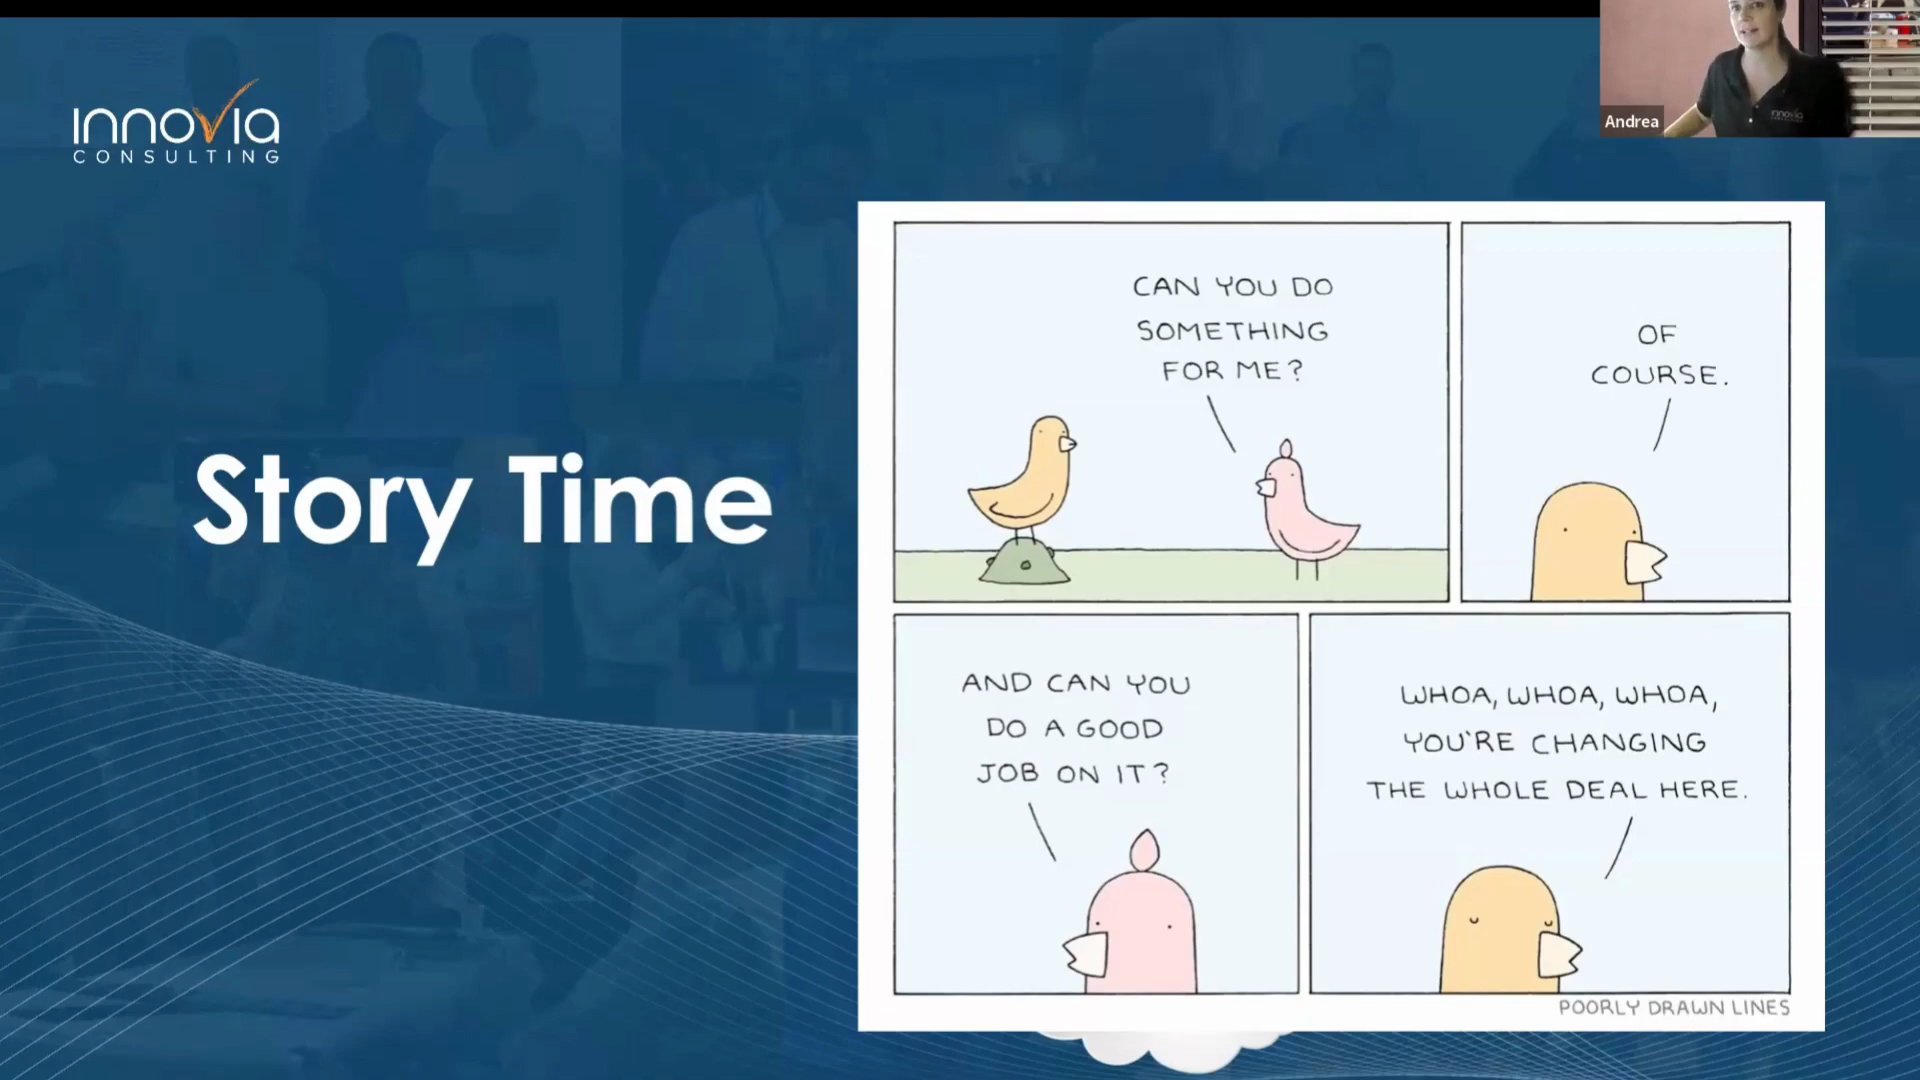 Innovia
CONSULTING
Andrea
innovia
Story Time
CAN YOU DO
SOMETHING
FOR ME?
OF
COURSE.
AND CAN YOU
DO A GOOD
JOB ON IT?
WHOA, WHOA, WHOA,
YOU'RE CHANGING
THE WHOLE DEAL HERE.
POORLY DRAWN LINES